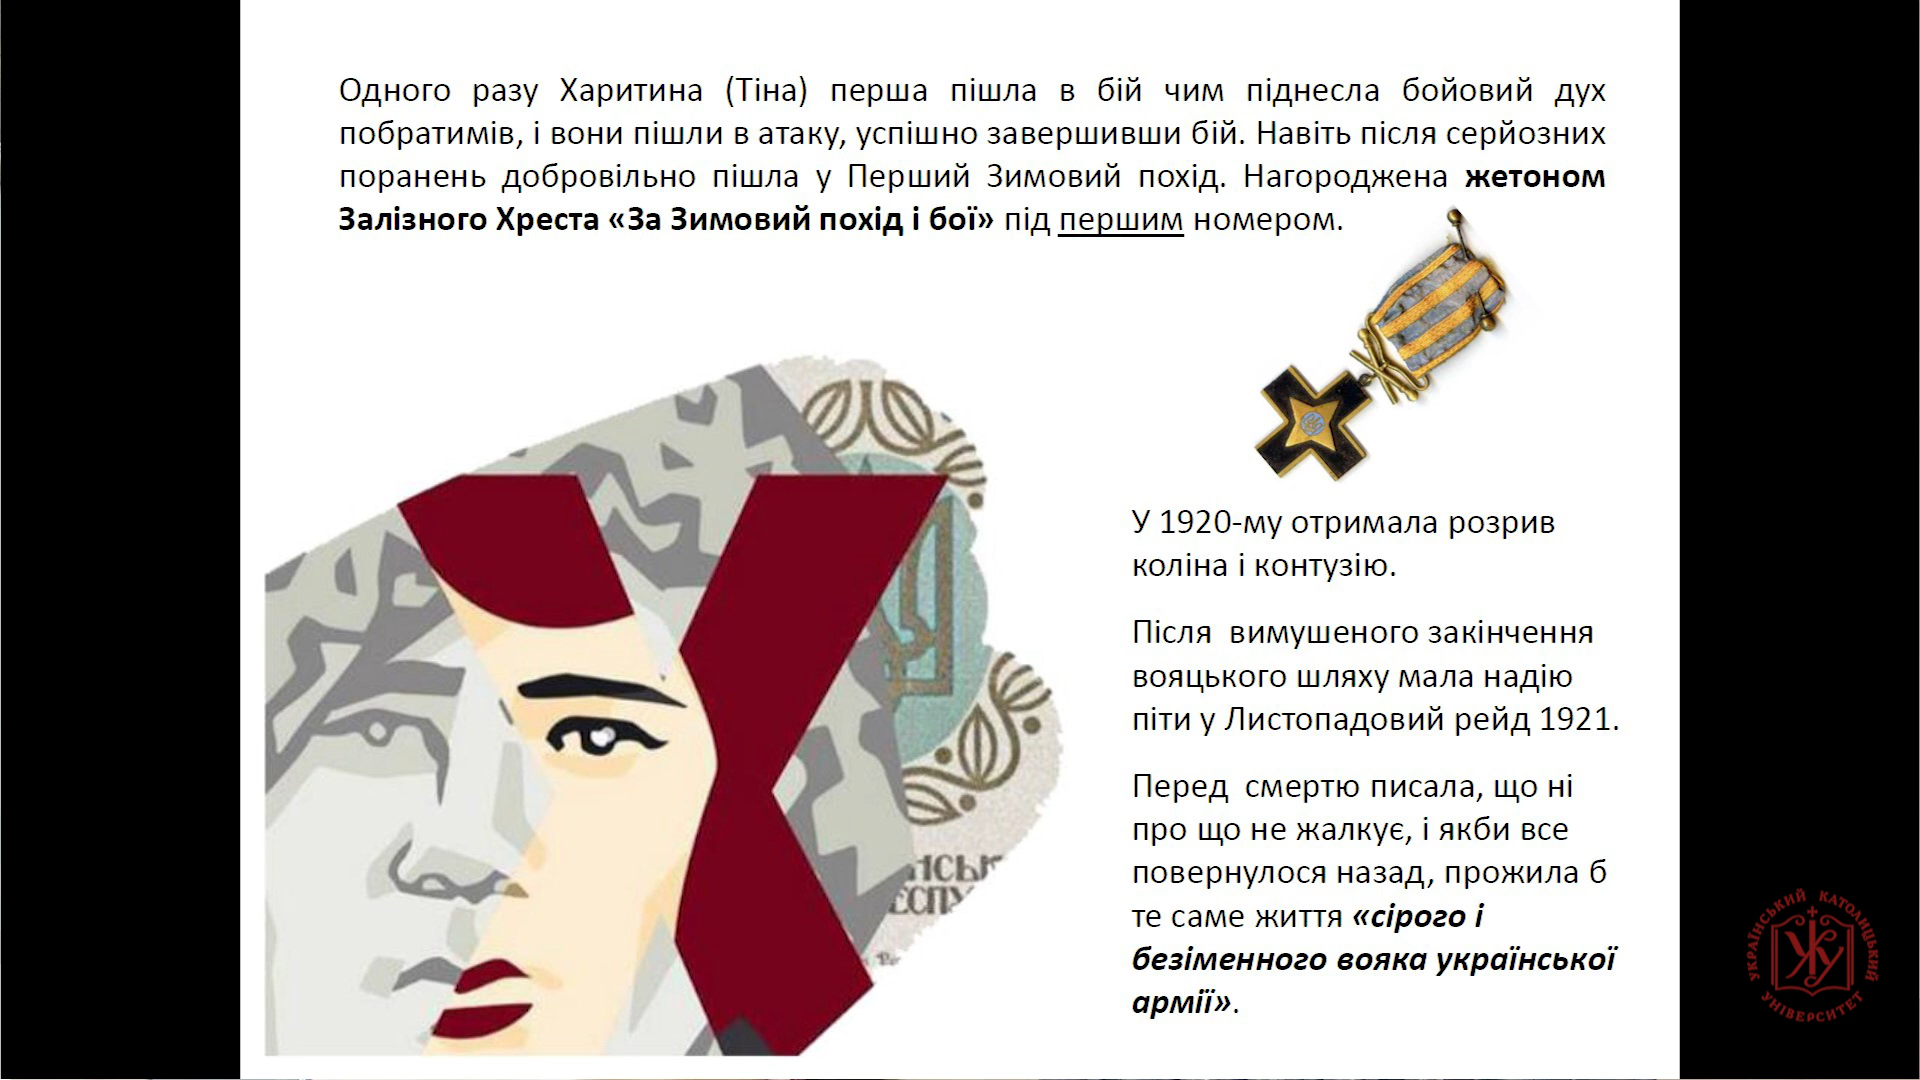 Одного разу Харитина (Тіна) перша пішла в бій чим піднесла бойовий дух
побратимів, і вони пішли в атаку, успішно завершивши бій. Навіть після серйозних
поранень добровільно пішла у Перший Зимовий похід. Нагороджена жетоном
Залізного Хреста «За Зимовий похід і бої» під першим номером.
У 1920-му отримала розрив
коліна і контузію.
Після вимушеного закінчення
вояцького шляху мала надію
піти у Листопадовий рейд 1921.
Перед смертю писала, що ні
про що не жалкує, і якби все
повернулося назад, прожила б
те саме життя «сірого і
безіменного вояка української
армії».
УКРАЇНСЬКИЙ КАТОЛИЦЬКИЙ
УНІВЕРСИТЕТ